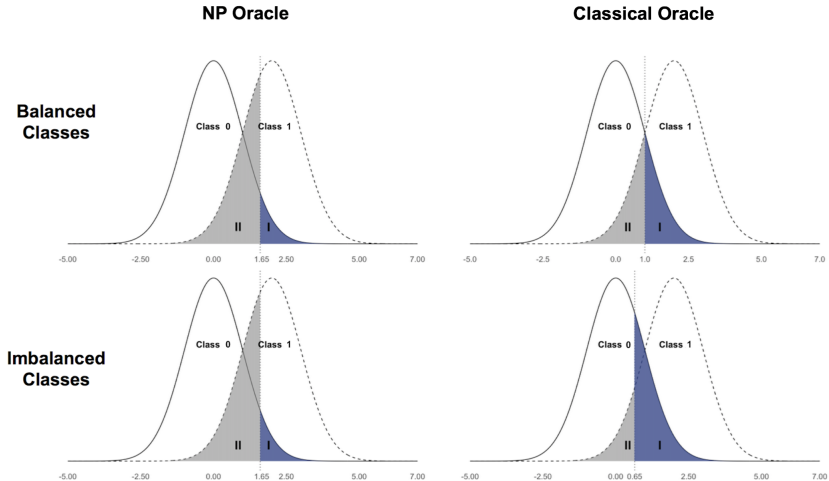 NP Oracle
Classical Oracle
Balanced
Classes
Class 0
Class 1
II
I
-5.00 -2.50 0.00 1.65 2.50 5.00 7.00
Class 0
Class 1
II
I
-5.0 -2.5 0.0 1.0 2.5 5.0 7.0
Imbalanced
Classes
Class 0
Class 1
II
I
-5.00 -2.50 0.00 1.65 2.50 5.00 7.00
Class 0
Class 1
II
I
-5.00 -2.50 0.00 0.65 2.50 5.00 7.00